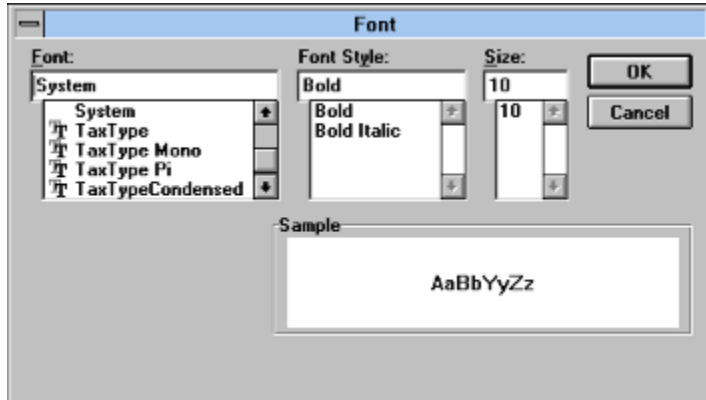 Font
Font:
System
System
TaxType
TaxType Mono
TaxType Pi
TaxTypeCondensed
Font Style:
Bold
Bold
Bold Italic
Size:
10
10
OK
Cancel
Sample
AaBbYyZz